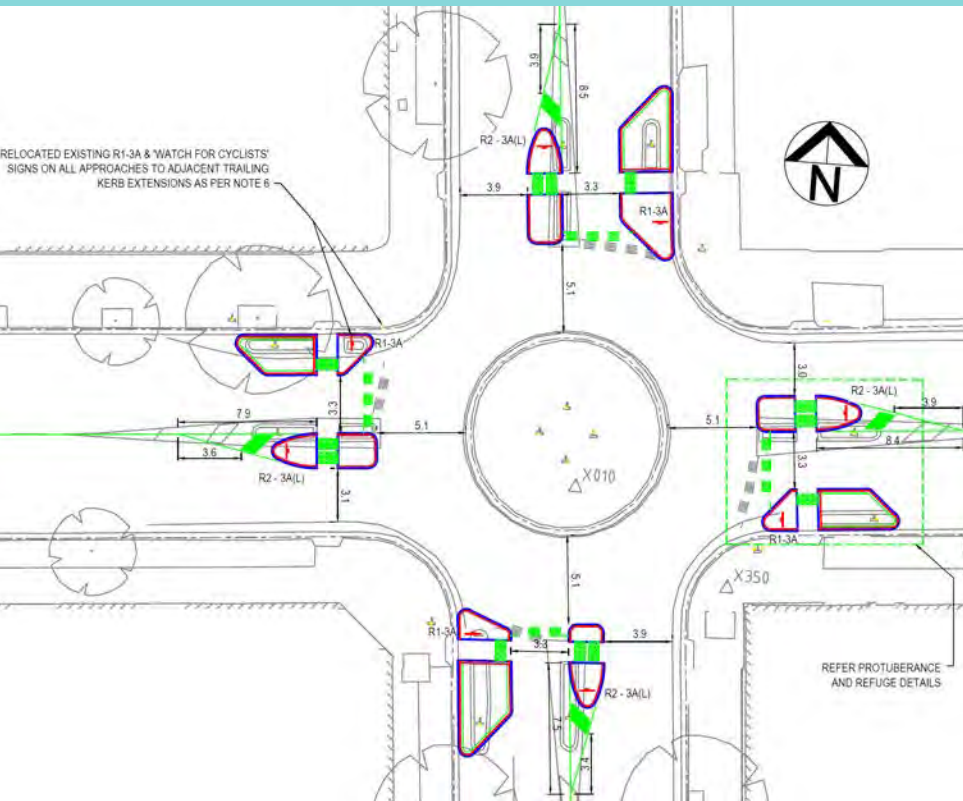 3.9
8.5
R2 - 3A(L)
RELOCATED EXISTING R1-3A & 'WATCH FOR CYCLISTS'
SIGNS ON ALL APPROACHES TO ADJACENT TRAILING
KERB EXTENSIONS AS PER NOTE 6
3.9
3.3
R1-3A
N
5.1
R1-3A
3.0
R2 - 3A(L)
3.9
7.9
3.3
5.1
5.1
8.4
3.6
3.3
R2 - 3A(L)
X010
3.1
R1-3A
5.1
X350
R1-3A
3.3
3.9
REFER PROTUBERANCE
AND REFUGE DETAILS
R2 - 3A(L)
7.5
3.4